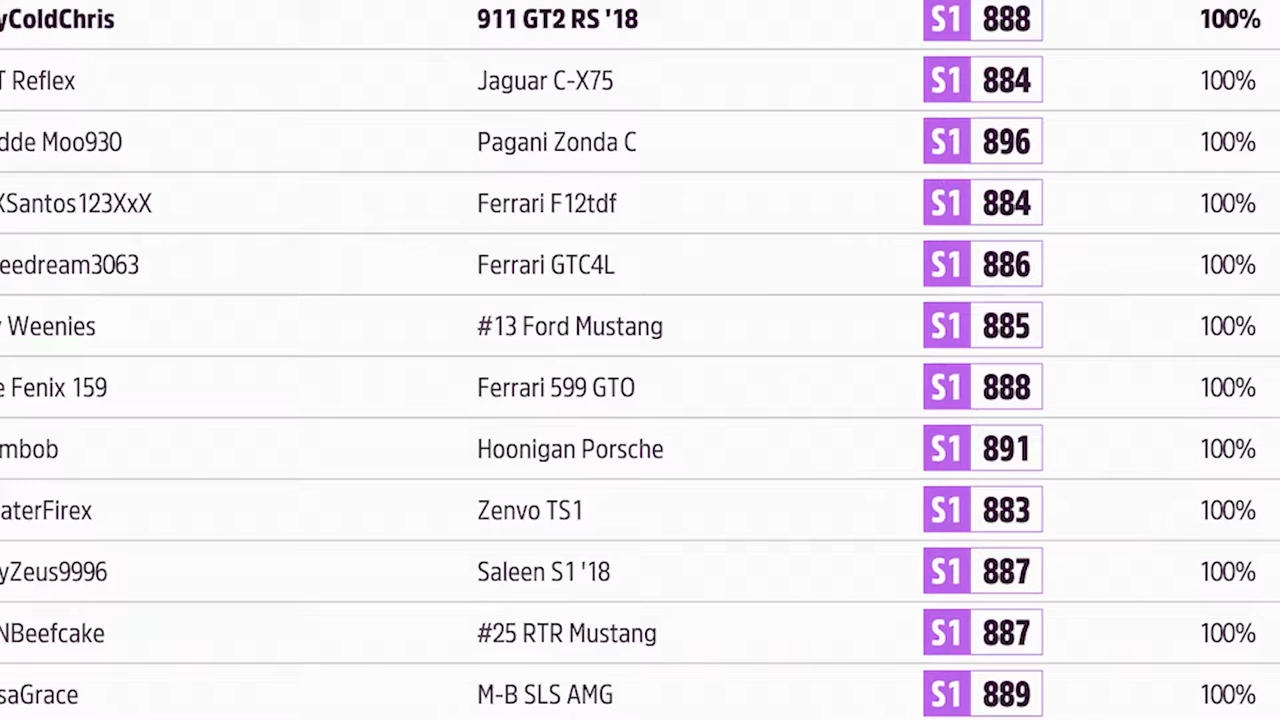 yColdChris 911 GT2 RS '18 S1 888 100%
T Reflex Jaguar C-X75 S1 884 100%
dde Moo930 Pagani Zonda C S1 896 100%
XSantos123XxX Ferrari F12tdf S1 884 100%
eedream3063 Ferrari GTC4L S1 886 100%
Weenies #13 Ford Mustang S1 885 100%
e Fenix 159 Ferrari 599 GTO S1 888 100%
mbob Hoonigan Porsche S1 891 100%
aterFirex Zenvo TS1 S1 883 100%
yZeus9996 Saleen S1 '18 S1 887 100%
NBeefcake #25 RTR Mustang S1 887 100%
saGrace M-B SLS AMG S1 889 100%